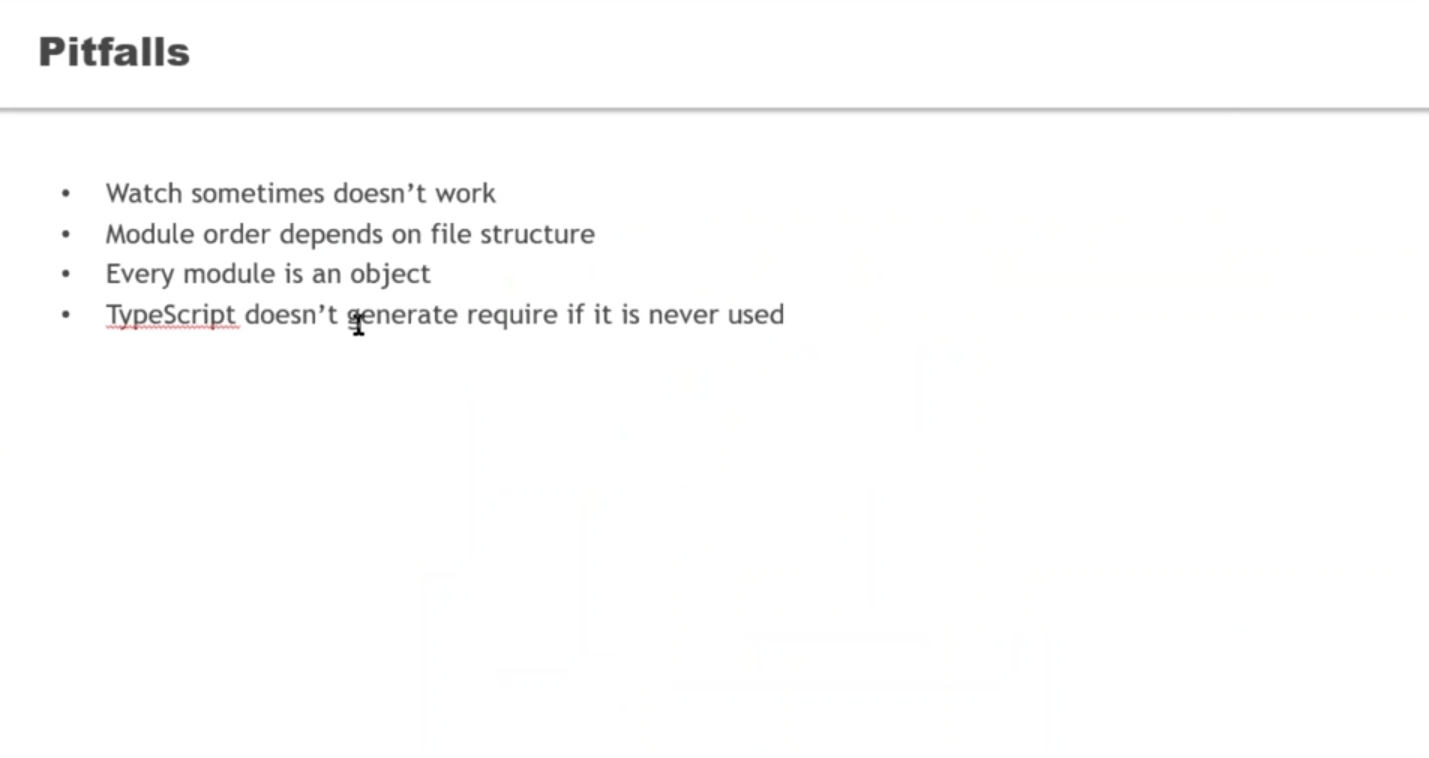 Pitfalls
• Watch sometimes doesn’t work
• Module order depends on file structure
• Every module is an object
• TypeScript doesn’t generate require if it is never used